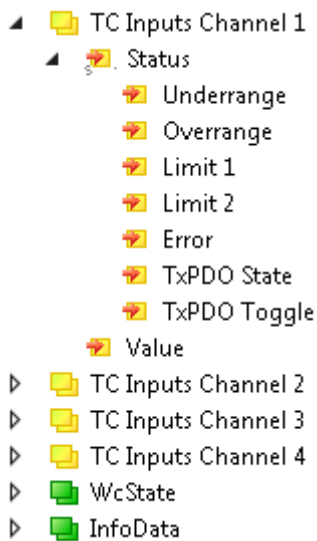 TC Inputs Channel 1
Status
Underrange
Overrange
Limit 1
Limit 2
Error
TxPDO State
TxPDO Toggle
Value
TC Inputs Channel 2
TC Inputs Channel 3
TC Inputs Channel 4
WcState
InfoData